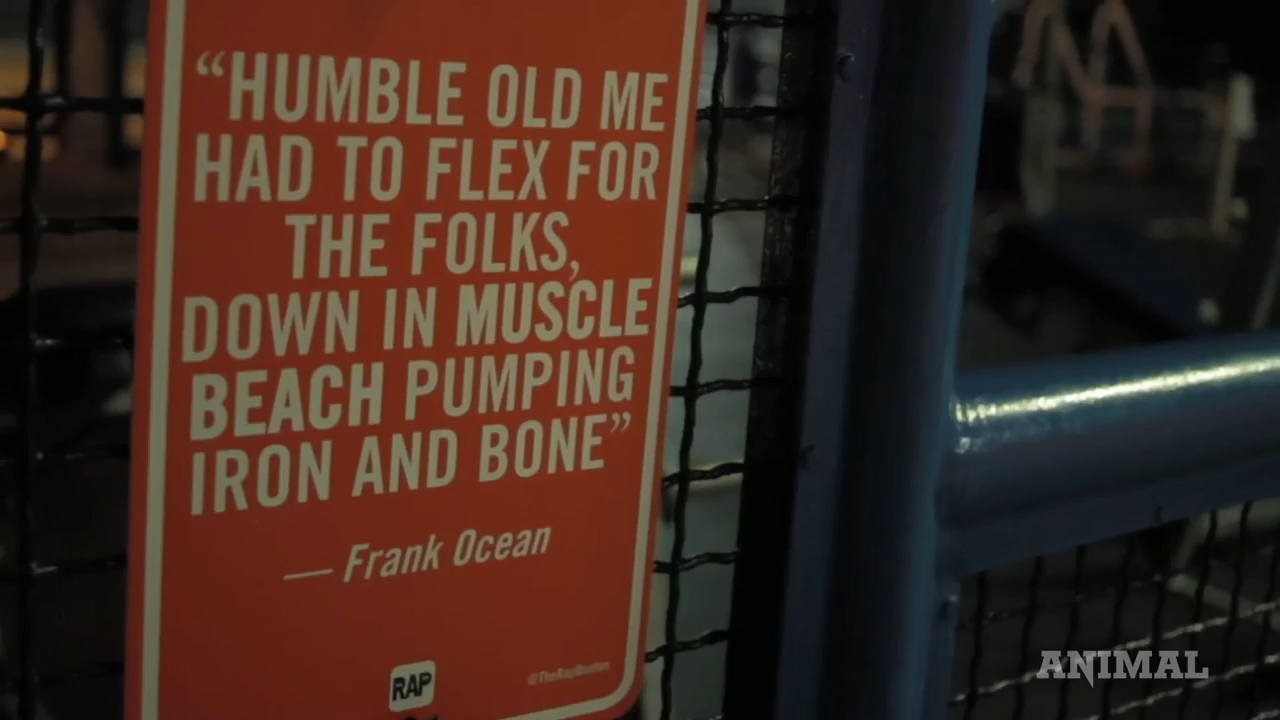 “HUMBLE OLD ME
HAD TO FLEX FOR
THE FOLKS,
DOWN IN MUSCLE
BEACH PUMPING
IRON AND BONE”
— Frank Ocean
RAP
@TheRapQuotes
ANIMAL